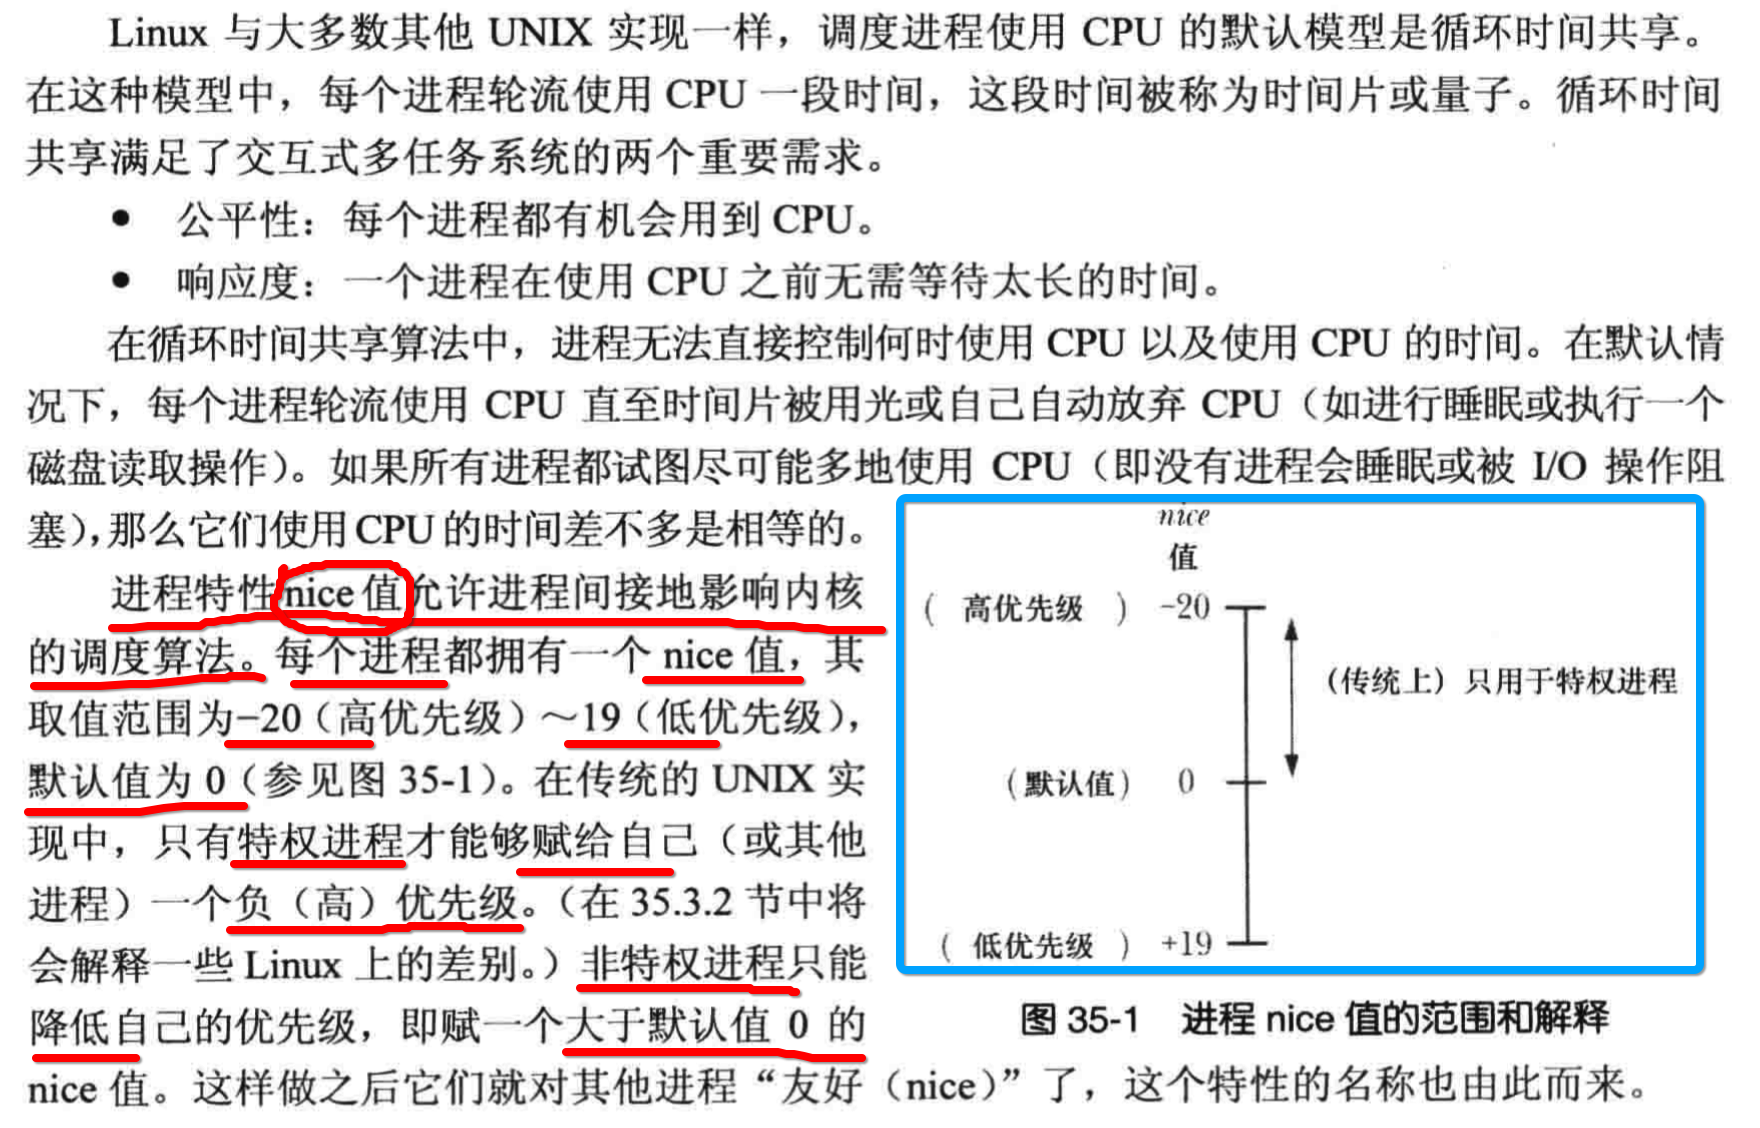 Linux 与大多数其他 UNIX 实现一样，调度进程使用 CPU 的默认模型是循环时间共享。
在这种模型中，每个进程轮流使用 CPU 一段时间，这段时间被称为时间片或量子。循环时间
共享满足了交互式多任务系统的两个重要需求。
● 公平性：每个进程都有机会用到 CPU。
● 响应度：一个进程在使用 CPU 之前无需等待太长的时间。
在循环时间共享算法中，进程无法直接控制何时使用 CPU 以及使用 CPU 的时间。在默认情
况下，每个进程轮流使用 CPU 直至时间片被用光或自己自动放弃 CPU（如进行睡眠或执行一个
磁盘读取操作）。如果所有进程都试图尽可能多地使用 CPU（即没有进程会睡眠或被 I/O 操作阻
塞），那么它们使用 CPU 的时间差不多是相等的。
进程特性 nice 值允许进程间接地影响内核
的调度算法。每个进程都拥有一个 nice 值，其
取值范围为−20（高优先级）～19（低优先级），
默认值为 0（参见图 35-1）。在传统的 UNIX 实
现中，只有特权进程才能够赋给自己（或其他
进程）一个负（高）优先级。（在 35.3.2 节中将
会解释一些 Linux 上的差别。）非特权进程只能
降低自己的优先级，即赋一个大于默认值 0 的
nice 值。这样做之后它们就对其他进程“友好（nice）”了，这个特性的名称也由此而来。
nice
值
（ 高优先级 ） −20
（传统上）只用于特权进程
（默认值） 0
（ 低优先级 ） +19
图 35-1 进程 nice 值的范围和解释